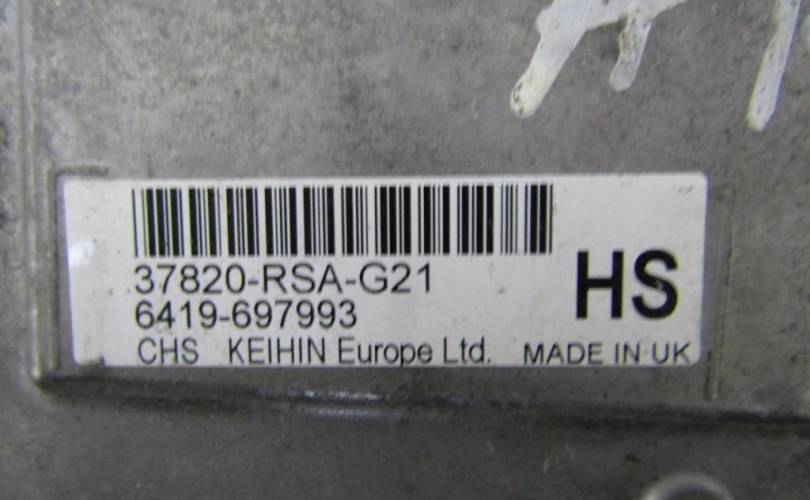 37820-RSA-G21
6419-697993
HS
CHS KEIHIN Europe Ltd. MADE IN UK